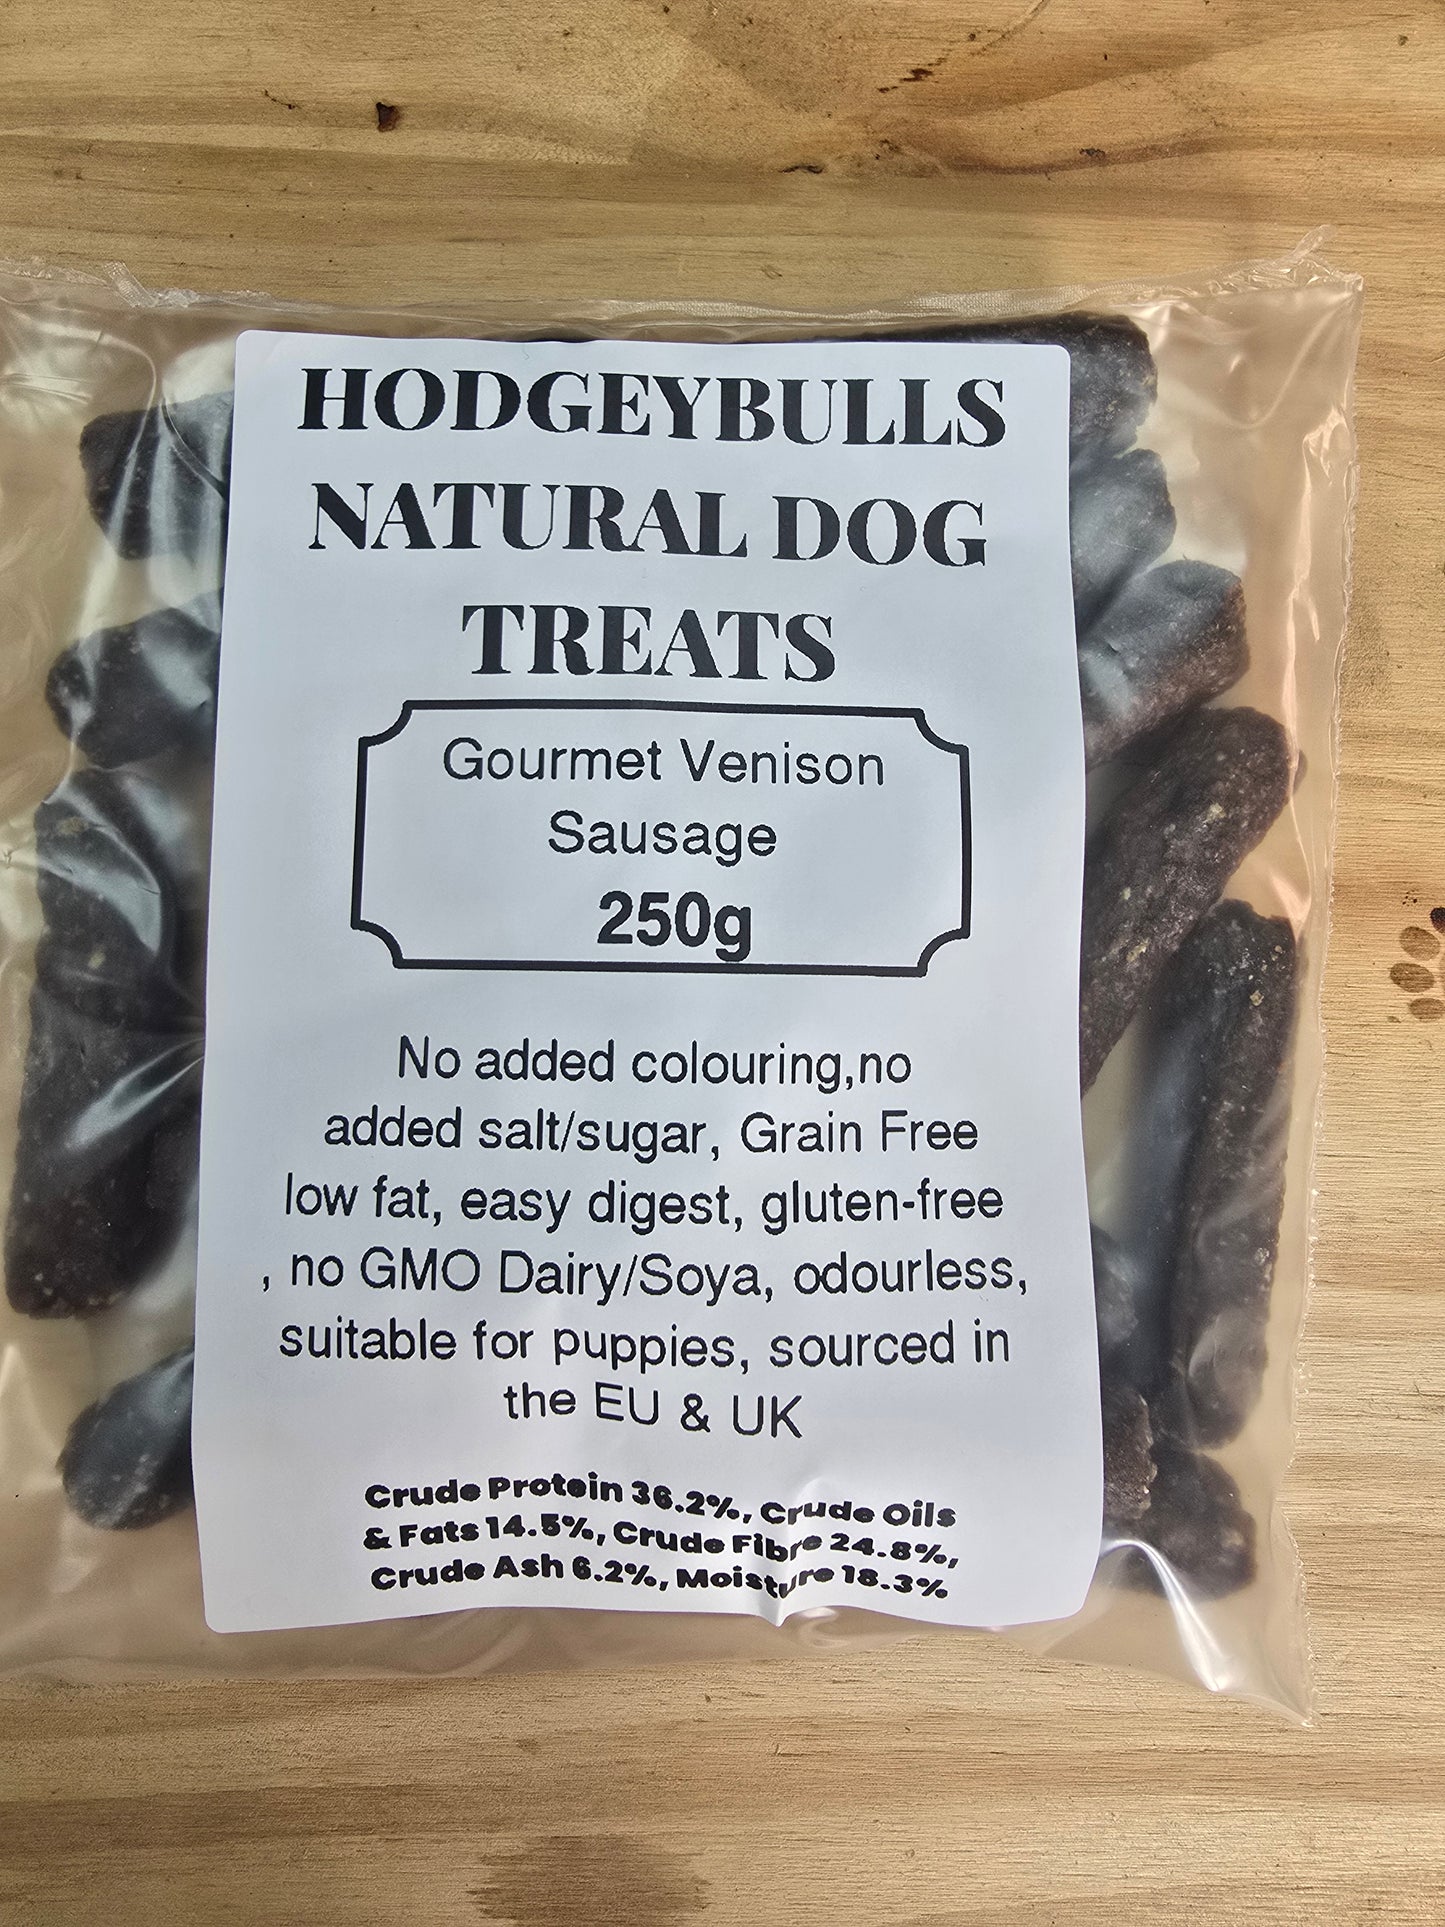 HODGEYBULLS
NATURAL DOG
TREATS
Gourmet Venison
Sausage
250g
No added colouring,no
added salt/sugar, Grain Free
low fat, easy digest, gluten-free
, no GMO Dairy/Soya, odourless,
suitable for puppies, sourced in
the EU & UK
Crude Protein 36.2%, Crude Oils
& Fats 14.5%, Crude Fibre 24.8%,
Crude Ash 6.2%, Moisture 18.3%